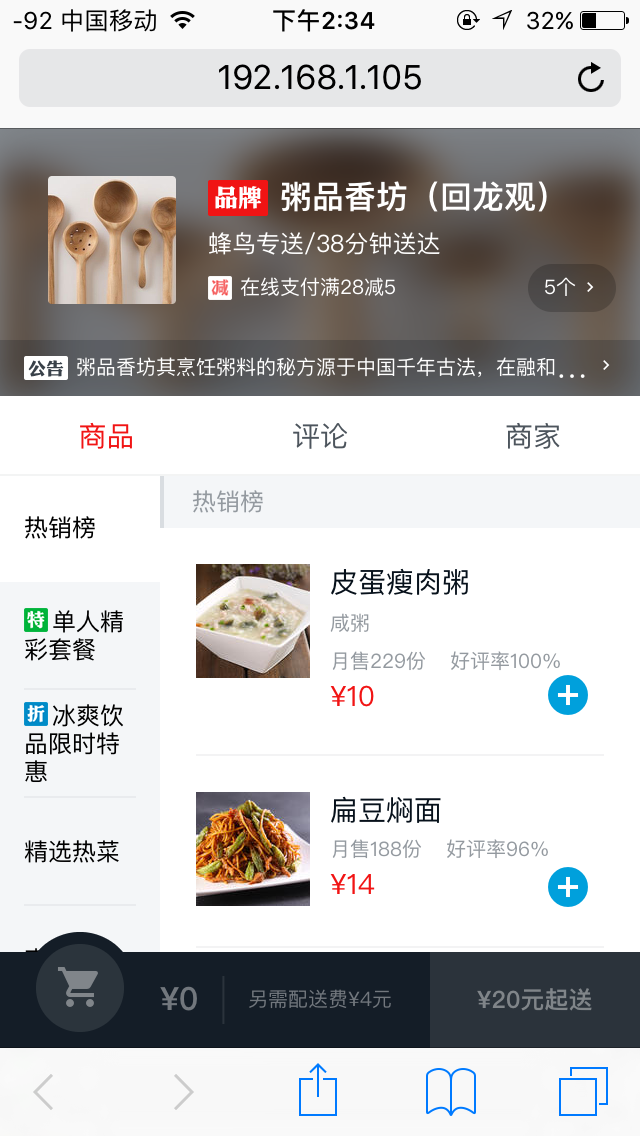 -92 中国移动 下午2:34 32%
192.168.1.105
品牌 粥品香坊（回龙观）
蜂鸟专送/38分钟送达
减 在线支付满28减5
5个 >
公告 粥品香坊其烹饪粥料的秘方源于中国千年古法，在融和... >
商品 评论 商家
热销榜
特 单人精
彩套餐
折 冰爽饮
品限时特
惠
精选热菜
热销榜
皮蛋瘦肉粥
咸粥
月售229份 好评率100%
¥10
扁豆焖面
月售188份 好评率96%
¥14
¥0 另需配送费¥4元 ¥20元起送